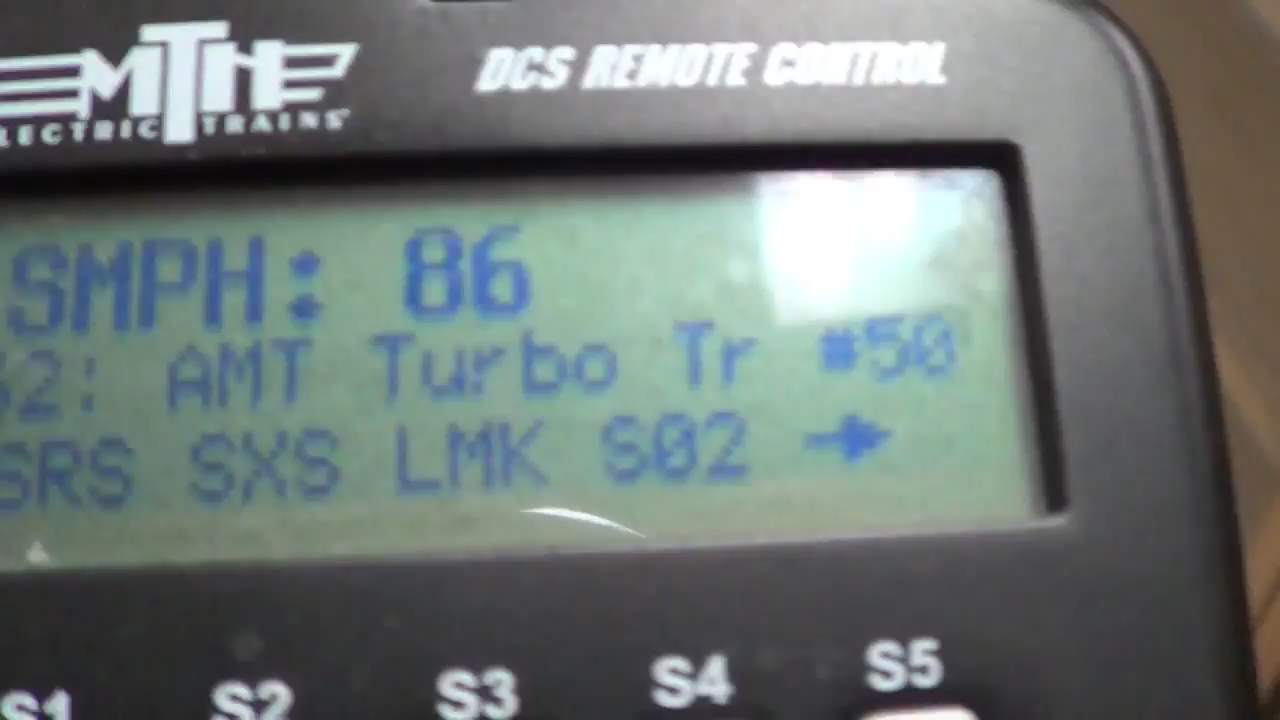 MTH DCS REMOTE CONTROL
ELECTRIC TRAINS
SMPH: 86
S2: AMT Turbo Tr #50
SRS SXS LMK S02 →
S1 S2 S3 S4 S5